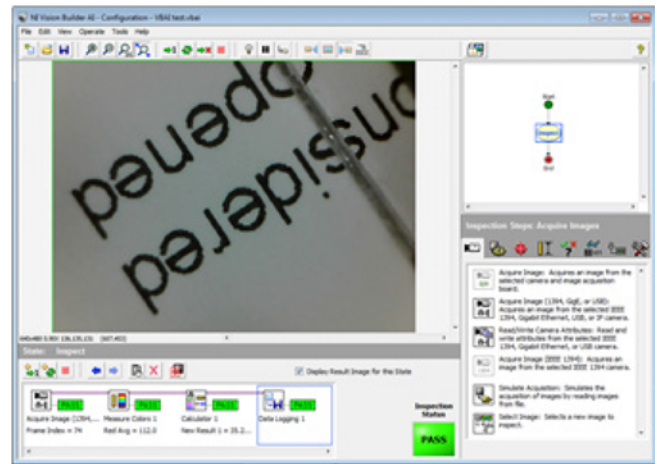 NI Vision Builder AI - Configuration - VBAI test.vbai
File Edit View Operate Tools Help
opened
onsidered
Start
Inspect
End
Inspection Steps: Acquire Images
Acquire Image: Acquires an image from the
selected camera and image acquisition
board.
Acquire Image (1394, GigE, or USB):
Acquires an image from the selected IEEE
1394, Gigabit Ethernet, USB, or IP camera.
Read/Write Camera Attributes: Read and
write attributes from the selected IEEE
1394, Gigabit Ethernet, or USB camera.
Acquire Image (IEEE 1394): Acquires an
image from the selected IEEE 1394 camera.
Simulate Acquisition: Simulates the
acquisition of images by reading images
from file.
Select Image: Selects a new image to
inspect.
State: Inspect
Display Result Image for this State
PASS PASS PASS PASS
Acquire Image (1394,... Measure Colors 1 Calculator 1 Data Logging 1
Frame Index = 74 Red Avg = 112.0 New Result 1 = 35.2...
Inspection
Status
PASS